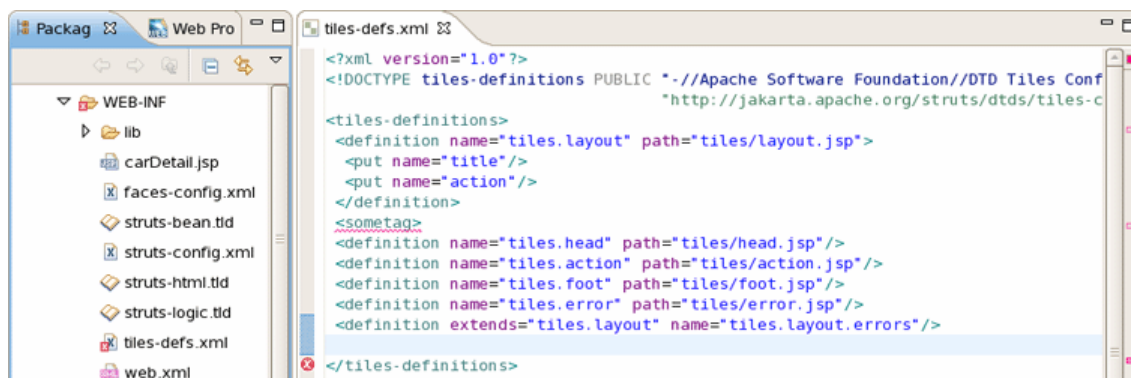 Packag
Web Pro
tiles-defs.xml
WEB-INF
lib
carDetail.jsp
faces-config.xml
struts-bean.tld
struts-config.xml
struts-html.tld
struts-logic.tld
tiles-defs.xml
web.xml
<?xml version="1.0"?>
<!DOCTYPE tiles-definitions PUBLIC "-//Apache Software Foundation//DTD Tiles Conf
"http://jakarta.apache.org/struts/dtds/tiles-c
<tiles-definitions>
<definition name="tiles.layout" path="tiles/layout.jsp">
<put name="title"/>
<put name="action"/>
</definition>
<sometag>
<definition name="tiles.head" path="tiles/head.jsp"/>
<definition name="tiles.action" path="tiles/action.jsp"/>
<definition name="tiles.foot" path="tiles/foot.jsp"/>
<definition name="tiles.error" path="tiles/error.jsp"/>
<definition extends="tiles.layout" name="tiles.layout.errors"/>
</tiles-definitions>